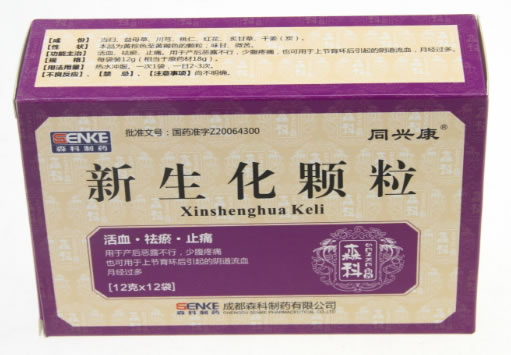 【成　份】当归、益母草、川芎、桃仁、红花、炙甘草、干姜（炭）。
【性　状】本品为黄棕色至黄褐色的颗粒；味甘、微苦。
【功能主治】活血、祛瘀、止痛。用于产后恶露不行，少腹疼痛，也可用于上节育环后引起的阴道流血，月经过多。
【规　格】每袋装12g（相当于原药材18g）。
【用法用量】热水冲服。一次1袋，一日2-3次。
【不良反应】、【禁　忌】、【注意事项】尚不明确。
SENKE
森科制药
批准文号：国药准字Z20064300
同兴康®
新生化颗粒
Xinshenghua Keli
活血·祛瘀·止痛
用于产后恶露不行，少腹疼痛
也可用于上节育环后引起的阴道流血
月经过多
[12克x12袋]
森科
SENKE
森科制药
成都森科制药有限公司
CHENGDU SENKE PHARMACEUTICAL CO.,LTD